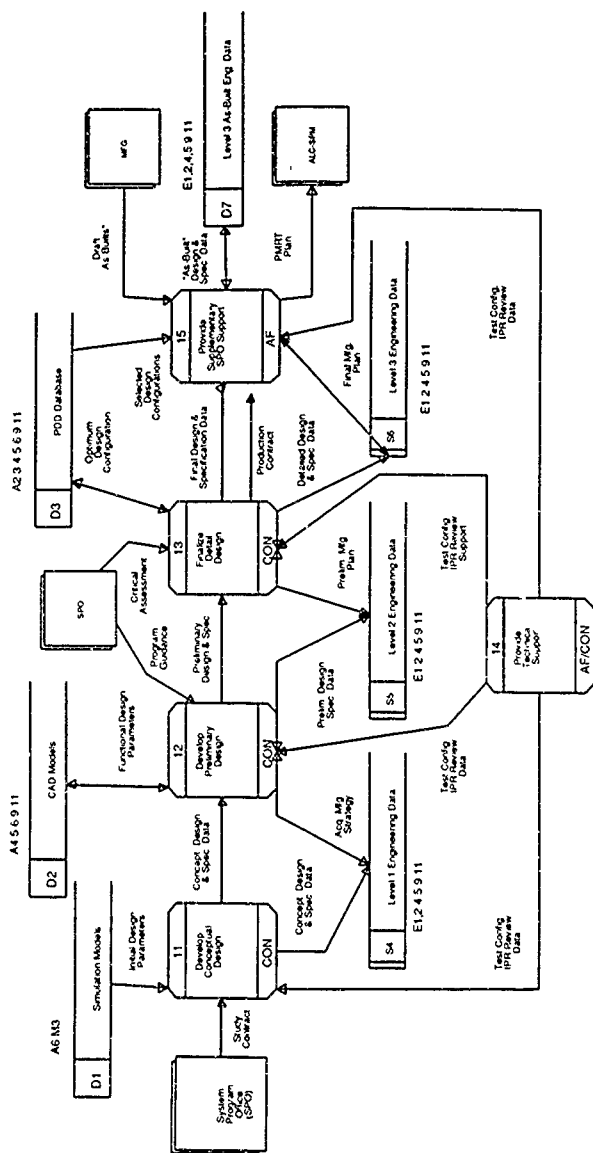 A6 M3
D1
Simulation Models
Initial Design
Parameters
System
Program
Office
(SPO)
Study
Contract
11
Develop
Conceptual
Design
CON
Concept Design
& Spec Data
Concept Design
& Spec Data
A4 5 6 9 11
D2
CAD Models
Functional Design
Parameters
12
Develop
Preliminary
Design
CON
Acq Mfg
Strategy
S4
Level 1 Engineering Data
E1,2 4 5 9 11
SPO
Program
Guidance
Critical
Assessment
Preliminary
Design & Spec
Prelim Design
Spec Data
A2 3 4 5 6 9 11
D3
PDD Database
Optimum
Design
Configuration
Selected
Design
Configurations
13
Finalize
Detail
Design
CON
Prelim Mfg
Plan
S5
Level 2 Engineering Data
E1 2 4 5 9 11
Final Design &
Specification Data
Production
Contract
Detailed Design
& Spec Data
MFG
Draft
As Builts"
15
Provide
Supplementary
SPO Support
AF
"As-Built"
Design &
Spec Data
E1,2,4,5 9 11
D7
Level 3 As-Built Eng Data
PMRT
Plan
ALC-SPM
Final Mfg.
Plan
S6
Level 3 Engineering Data
E1 2 4 5 9 11
14
Provide
Technical
Support
AF/CON
Test Config
IPR Review
Data
Test Config
IPR Review
Data
Test Config
IPR Review
Support
Test Config.
IPR Review
Data